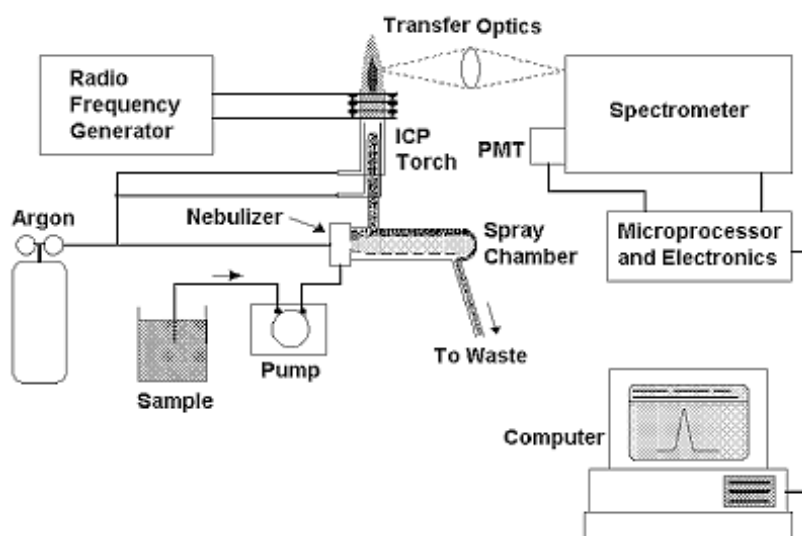 Transfer Optics
Radio
Frequency
Generator
Spectrometer
ICP
Torch
PMT
Argon
Nebulizer
Spray
Chamber
Microprocessor
and Electronics
Pump
To Waste
Sample
Computer